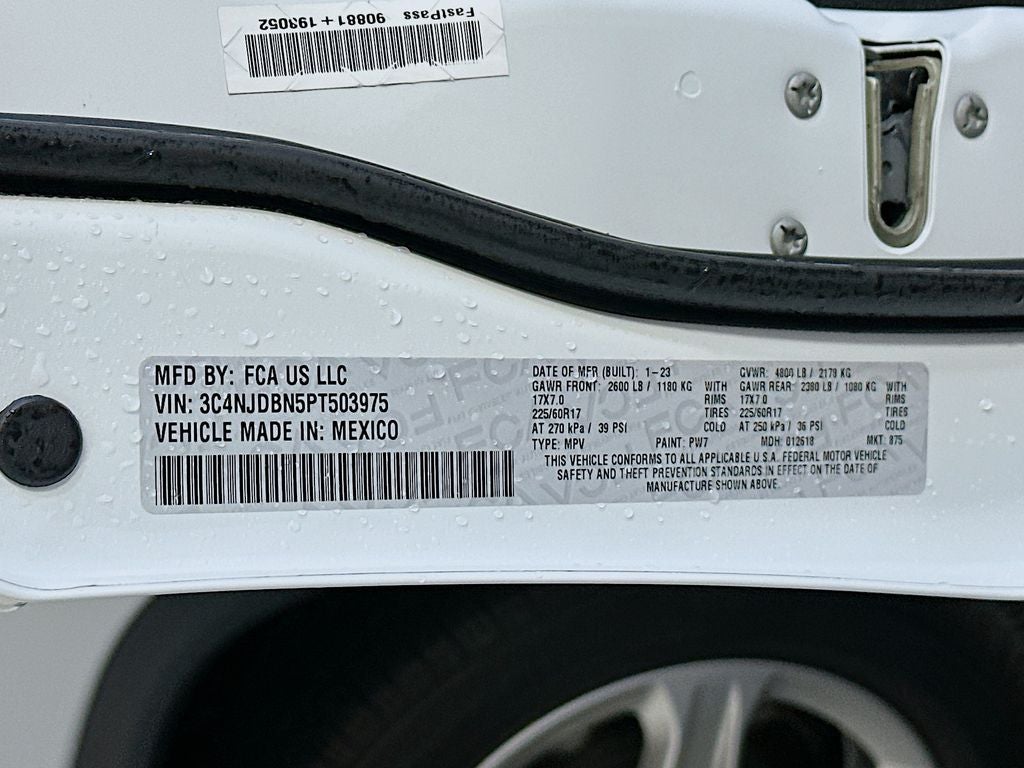 FastPass
90881+193052
MFD BY: FCA US LLC
VIN: 3C4NJDBN5PT503975
VEHICLE MADE IN: MEXICO
DATE OF MFR (BUILT): 1-23 GVWR: 4800 LB / 2179 KG
GAWR FRONT: 2600 LB / 1180 KG WITH GAWR REAR: 2380 LB / 1080 KG WITH
17X7.0 RIMS 17X7.0 RIMS
225/60R17 TIRES 225/60R17 TIRES
AT 270 kPa / 39 PSI COLD AT 250 kPa / 36 PSI COLD
TYPE: MPV PAINT: PW7 MDH: 012618 MKT: 875
THIS VEHICLE CONFORMS TO ALL APPLICABLE U.S.A. FEDERAL MOTOR VEHICLE
SAFETY AND THEFT PREVENTION STANDARDS IN EFFECT ON THE DATE OF
MANUFACTURE SHOWN ABOVE.